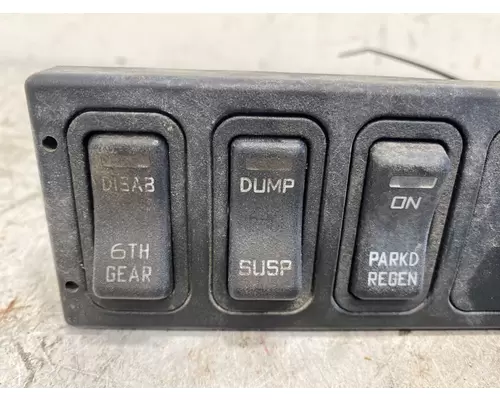 DISAB
6TH
GEAR
DUMP
SUSP
ON
PARKD
REGEN